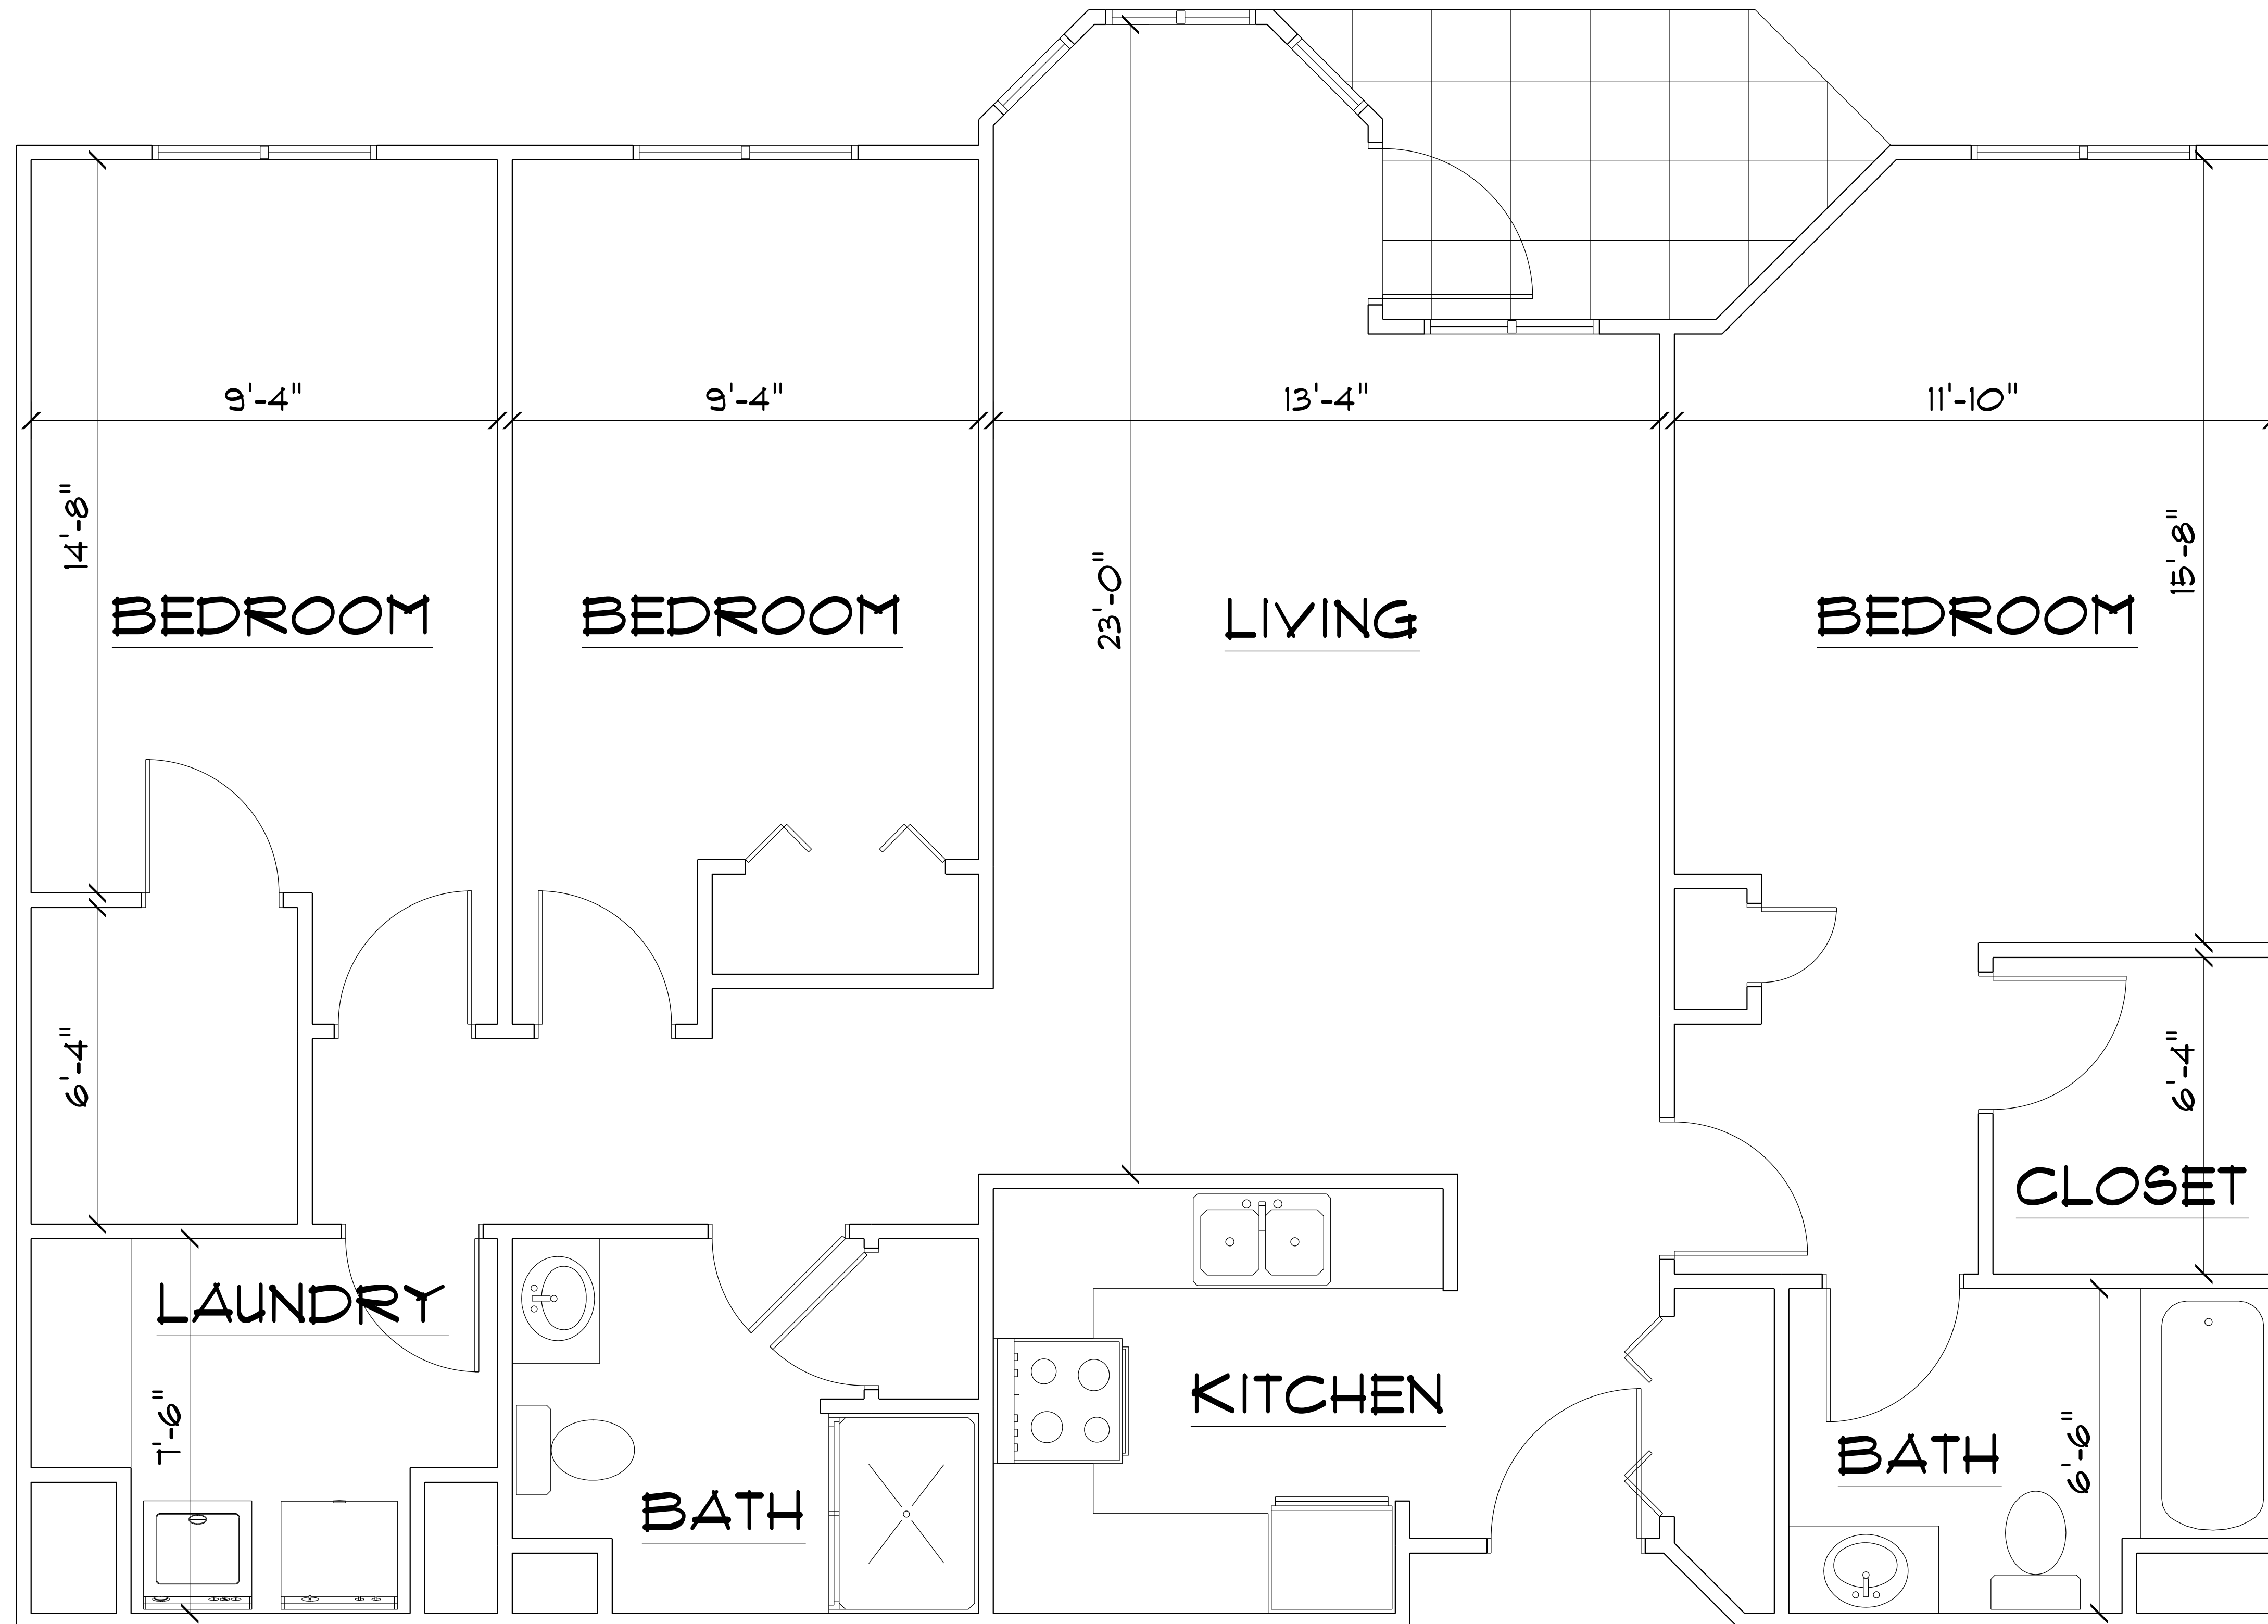 9'-4"
9'-4"
13'-4"
11'-10"
14'-8"
23'-0"
15'-8"
BEDROOM
BEDROOM
LIVING
BEDROOM
6'-4"
6'-4"
CLOSET
LAUNDRY
7'-6"
KITCHEN
BATH
6'-6"
BATH